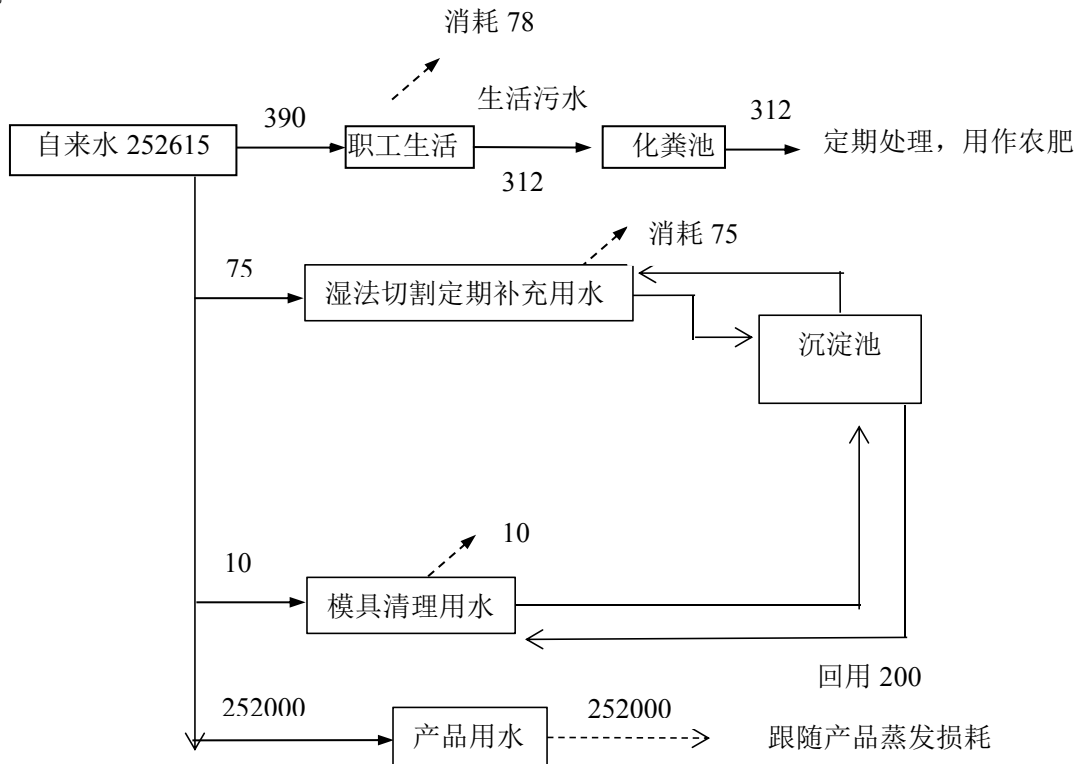 消耗 78
生活污水
390
312
自来水 252615
职工生活
化粪池
定期处理，用作农肥
312
消耗 75
75
湿法切割定期补充用水
沉淀池
10
10
模具清理用水
回用 200
252000
252000
产品用水
跟随产品蒸发损耗